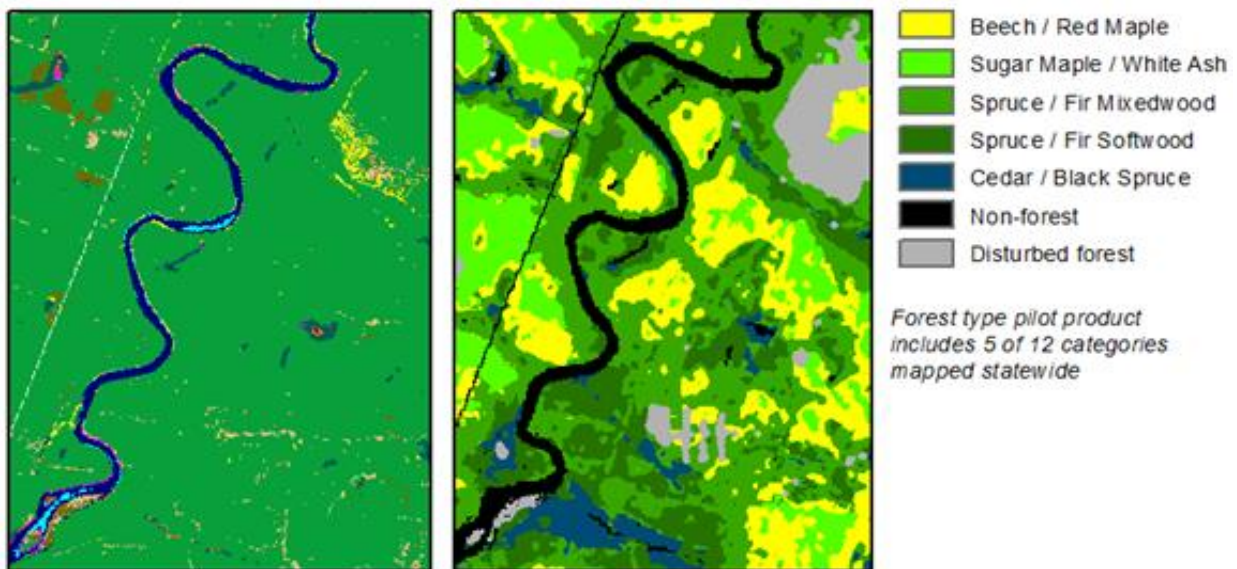 Beech / Red Maple
Sugar Maple / White Ash
Spruce / Fir Mixedwood
Spruce / Fir Softwood
Cedar / Black Spruce
Non-forest
Disturbed forest
Forest type pilot product
includes 5 of 12 categories
mapped statewide